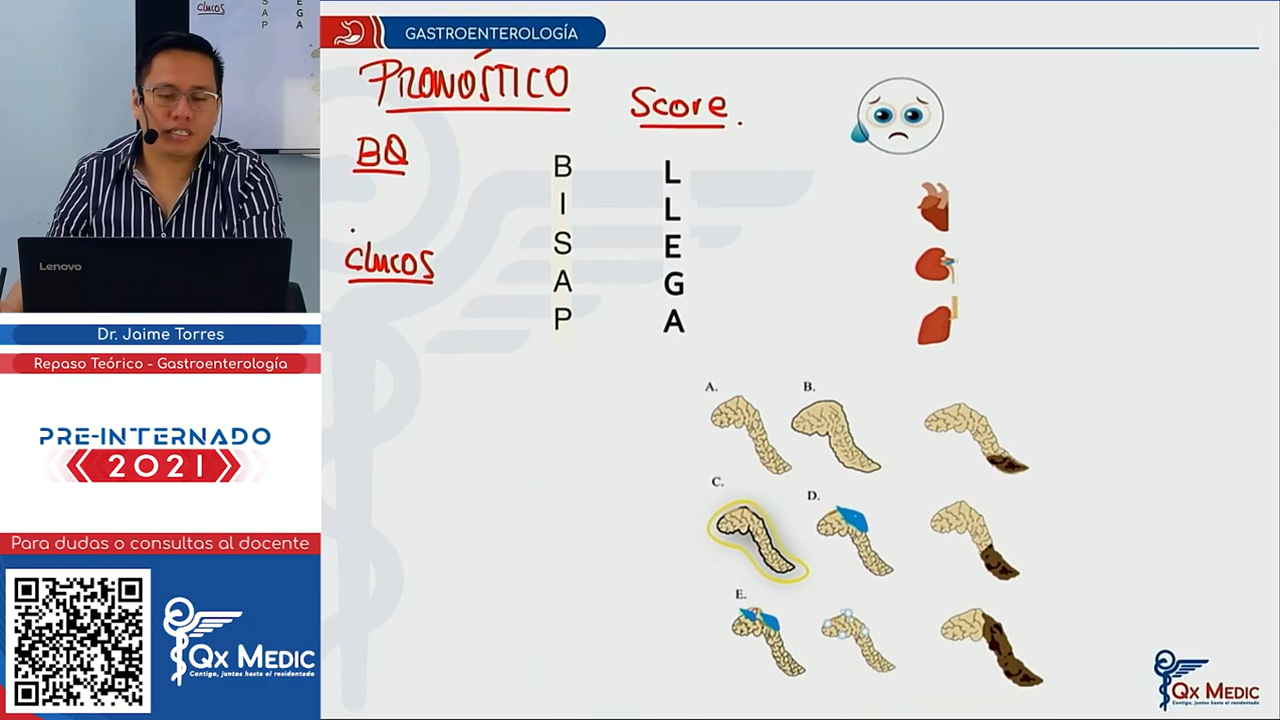 clucos
S
A
P
E
G
A
GASTROENTEROLOGÍA
PRONÓSTICO
Score.
BQ
clucos
B
I
S
A
P
L
L
E
G
A
Lenovo
Dr. Jaime Torres
Repaso Teórico - Gastroenterología
PRE-INTERNADO
2021
Para dudas o consultas al docente
QX MEDIC
Contigo, juntos hasta el residentado
A.
B.
C.
D.
E.
QX MEDIC
Contigo, juntos hasta el residentado